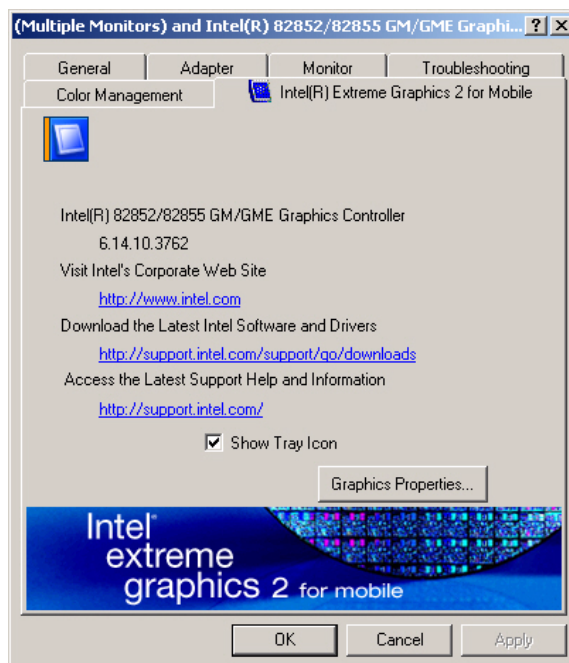 (Multiple Monitors) and Intel(R) 82852/82855 GM/GME Graphi...
General Adapter Monitor Troubleshooting
Color Management Intel(R) Extreme Graphics 2 for Mobile
Intel(R) 82852/82855 GM/GME Graphics Controller
6.14.10.3762
Visit Intel's Corporate Web Site
http://www.intel.com
Download the Latest Intel Software and Drivers
http://support.intel.com/support/go/downloads
Access the Latest Support Help and Information
http://support.intel.com/
Show Tray Icon
Graphics Properties...
Intel®
extreme
graphics 2 for mobile
OK Cancel Apply